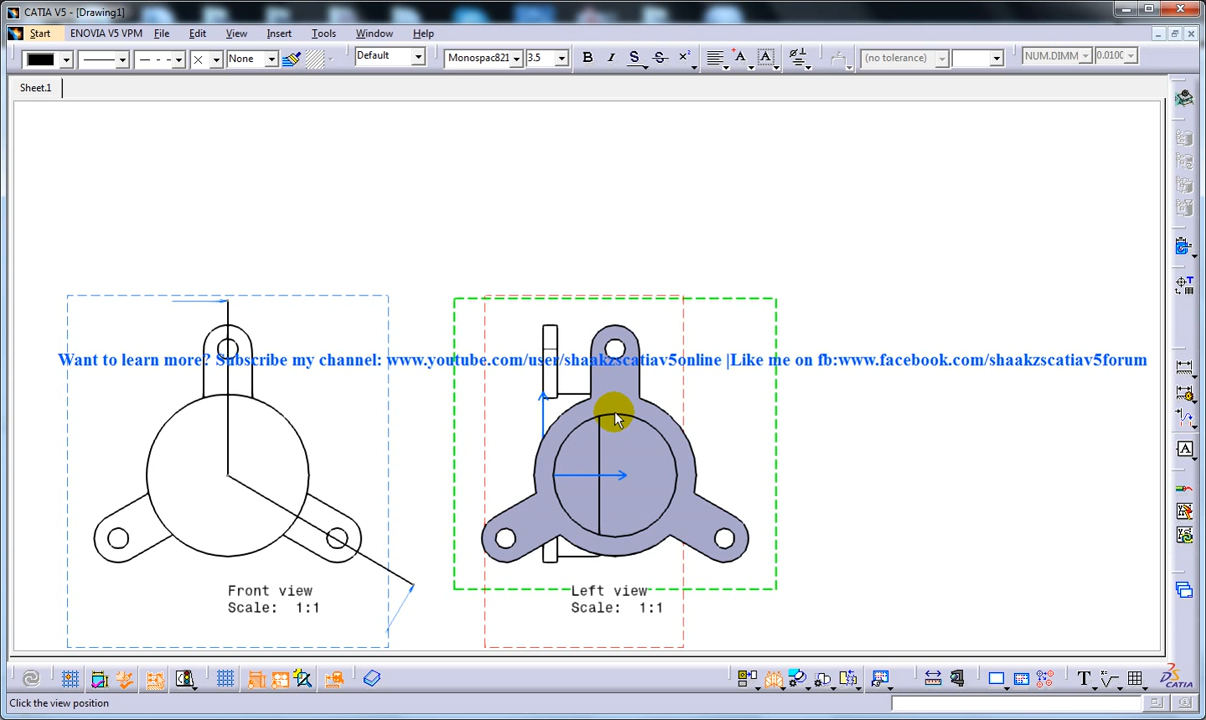 CATIA V5 - [Drawing1]
Start ENOVIA V5 VPM File Edit View Insert Tools Window Help
None Default Monospac821 3.5 B I S S (no tolerance) NUM.DIMM 0.0100
Sheet.1
Want to learn more? Subscribe my channel: www.youtube.com/user/shaakzscatiav5online |Like me on fb:www.facebook.com/shaakzscatiav5forum
Front view
Scale: 1:1
Left view
Scale: 1:1
Click the view position
CATIA